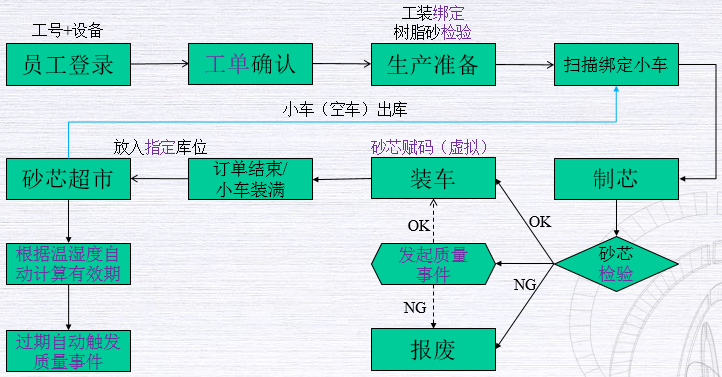 工号+设备
工装绑定
树脂砂检验
员工登录
工单确认
生产准备
扫描绑定小车
小车（空车）出库
放入指定库位
砂芯赋码（虚拟）
砂芯超市
订单结束/
小车装满
装车
制芯
OK
OK
根据温湿度自
动计算有效期
发起质量
事件
砂芯
检验
NG
NG
过期自动触发
质量事件
报废